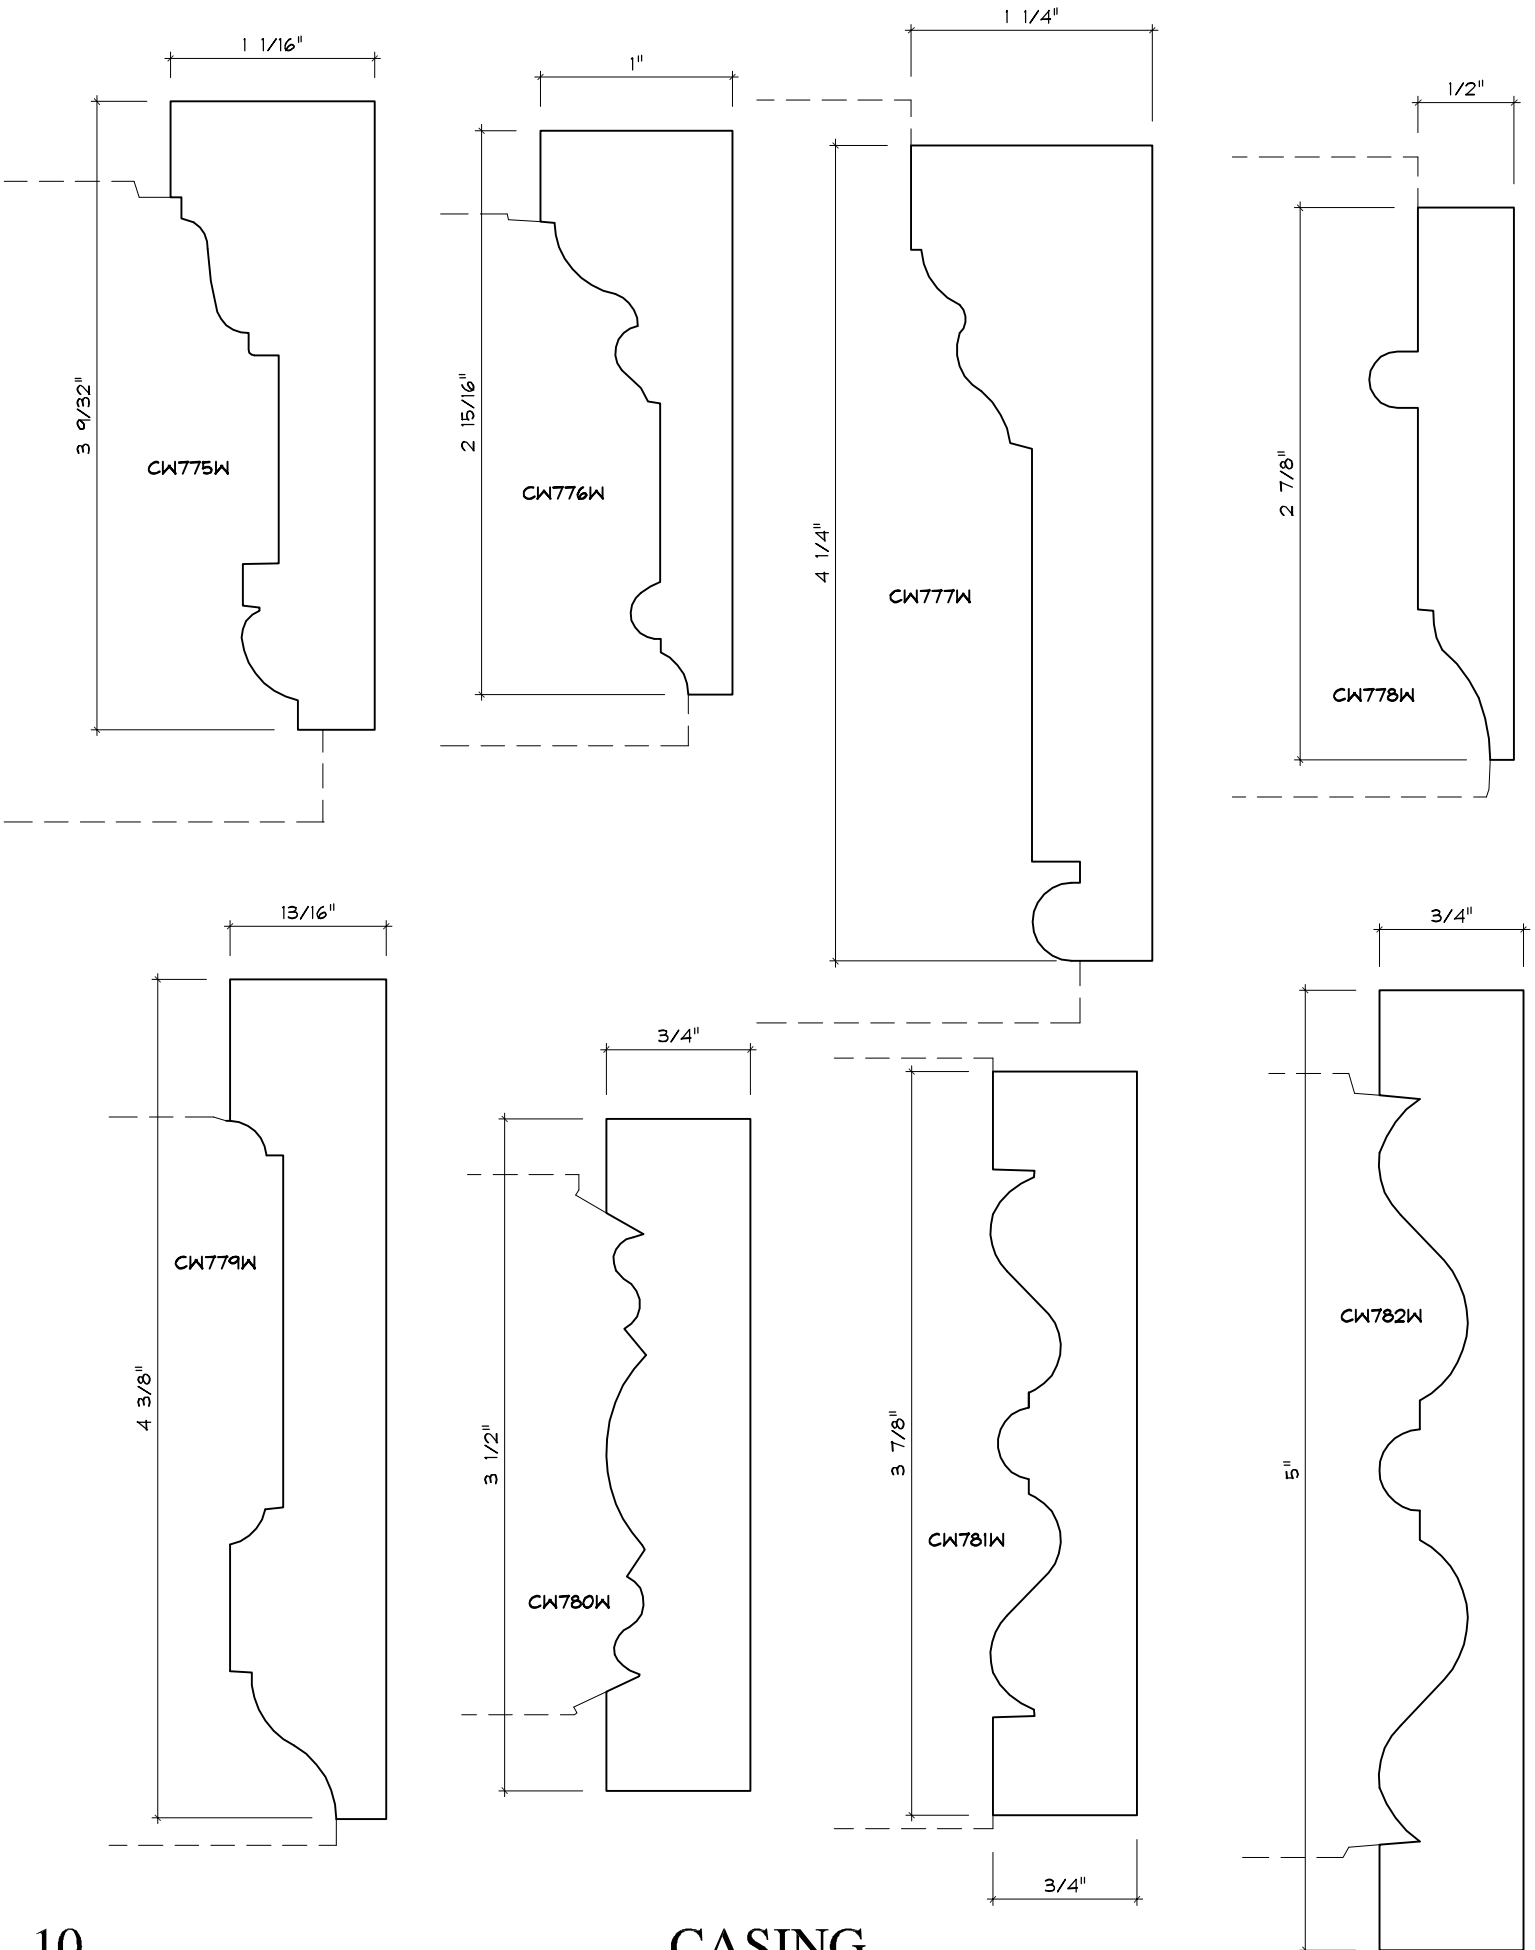 1 1/16"
3 9/32"
CW775W
1"
2 15/16"
CW776W
1 1/4"
4 1/4"
CW777W
1/2"
2 7/8"
CW778W
13/16"
4 3/8"
CW779W
3/4"
3 1/2"
CW780W
3 7/8"
CW781W
3/4"
3/4"
5"
CW782W
10
CASING